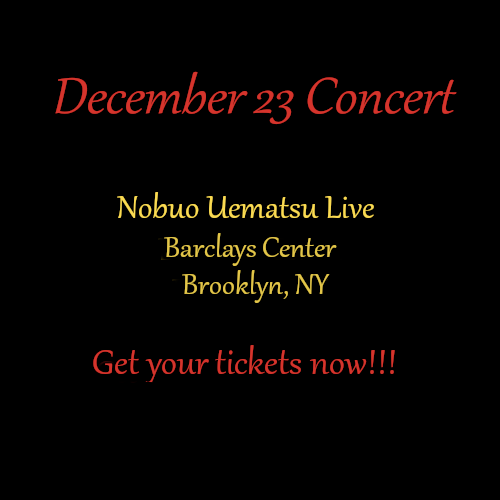 December 23 Concert
Nobuo Uematsu Live
Barclays Center
Brooklyn, NY
Get your tickets now!!!